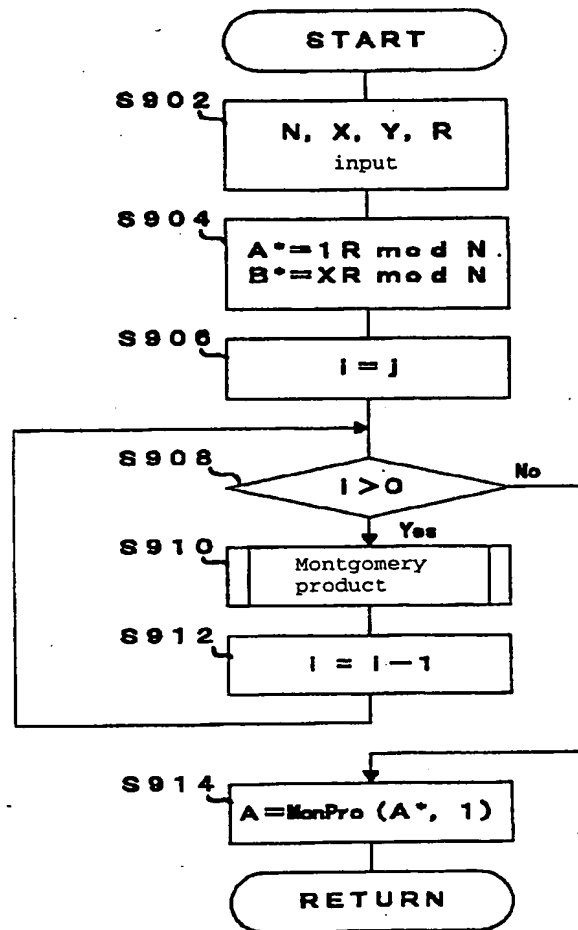 START
S902
N, X, Y, R
input
S904
A*=1R mod N
B*=XR mod N
S906
i=j
S908
i>0
No
Yes
S910
Montgomery
product
S912
i=i-1
S914
A=MonPro (A*, 1)
RETURN